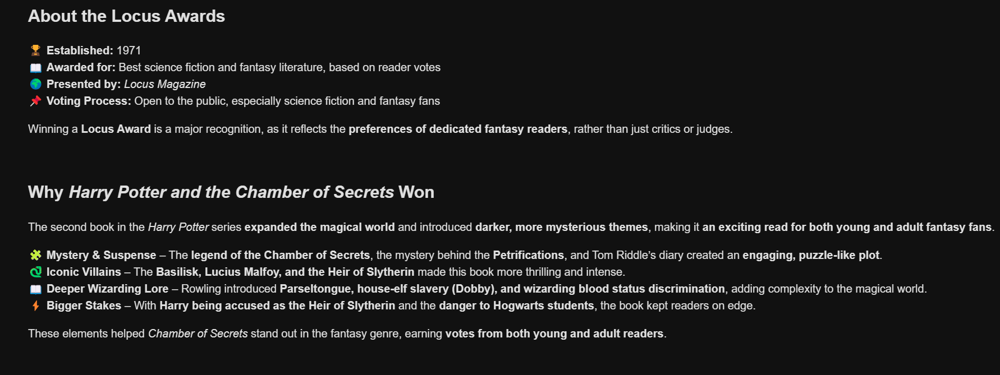 About the Locus Awards
🏆 Established: 1971
📖 Awarded for: Best science fiction and fantasy literature, based on reader votes
🌍 Presented by: Locus Magazine
📌 Voting Process: Open to the public, especially science fiction and fantasy fans
Winning a Locus Award is a major recognition, as it reflects the preferences of dedicated fantasy readers, rather than just critics or judges.
Why Harry Potter and the Chamber of Secrets Won
The second book in the Harry Potter series expanded the magical world and introduced darker, more mysterious themes, making it an exciting read for both young and adult fantasy fans.
🧩 Mystery & Suspense – The legend of the Chamber of Secrets, the mystery behind the Petrifications, and Tom Riddle’s diary created an engaging, puzzle-like plot.
🐍 Iconic Villains – The Basilisk, Lucius Malfoy, and the Heir of Slytherin made this book more thrilling and intense.
📖 Deeper Wizarding Lore – Rowling introduced Parseltongue, house-elf slavery (Dobby), and wizarding blood status discrimination, adding complexity to the magical world.
⚡ Bigger Stakes – With Harry being accused as the Heir of Slytherin and the danger to Hogwarts students, the book kept readers on edge.
These elements helped Chamber of Secrets stand out in the fantasy genre, earning votes from both young and adult readers.